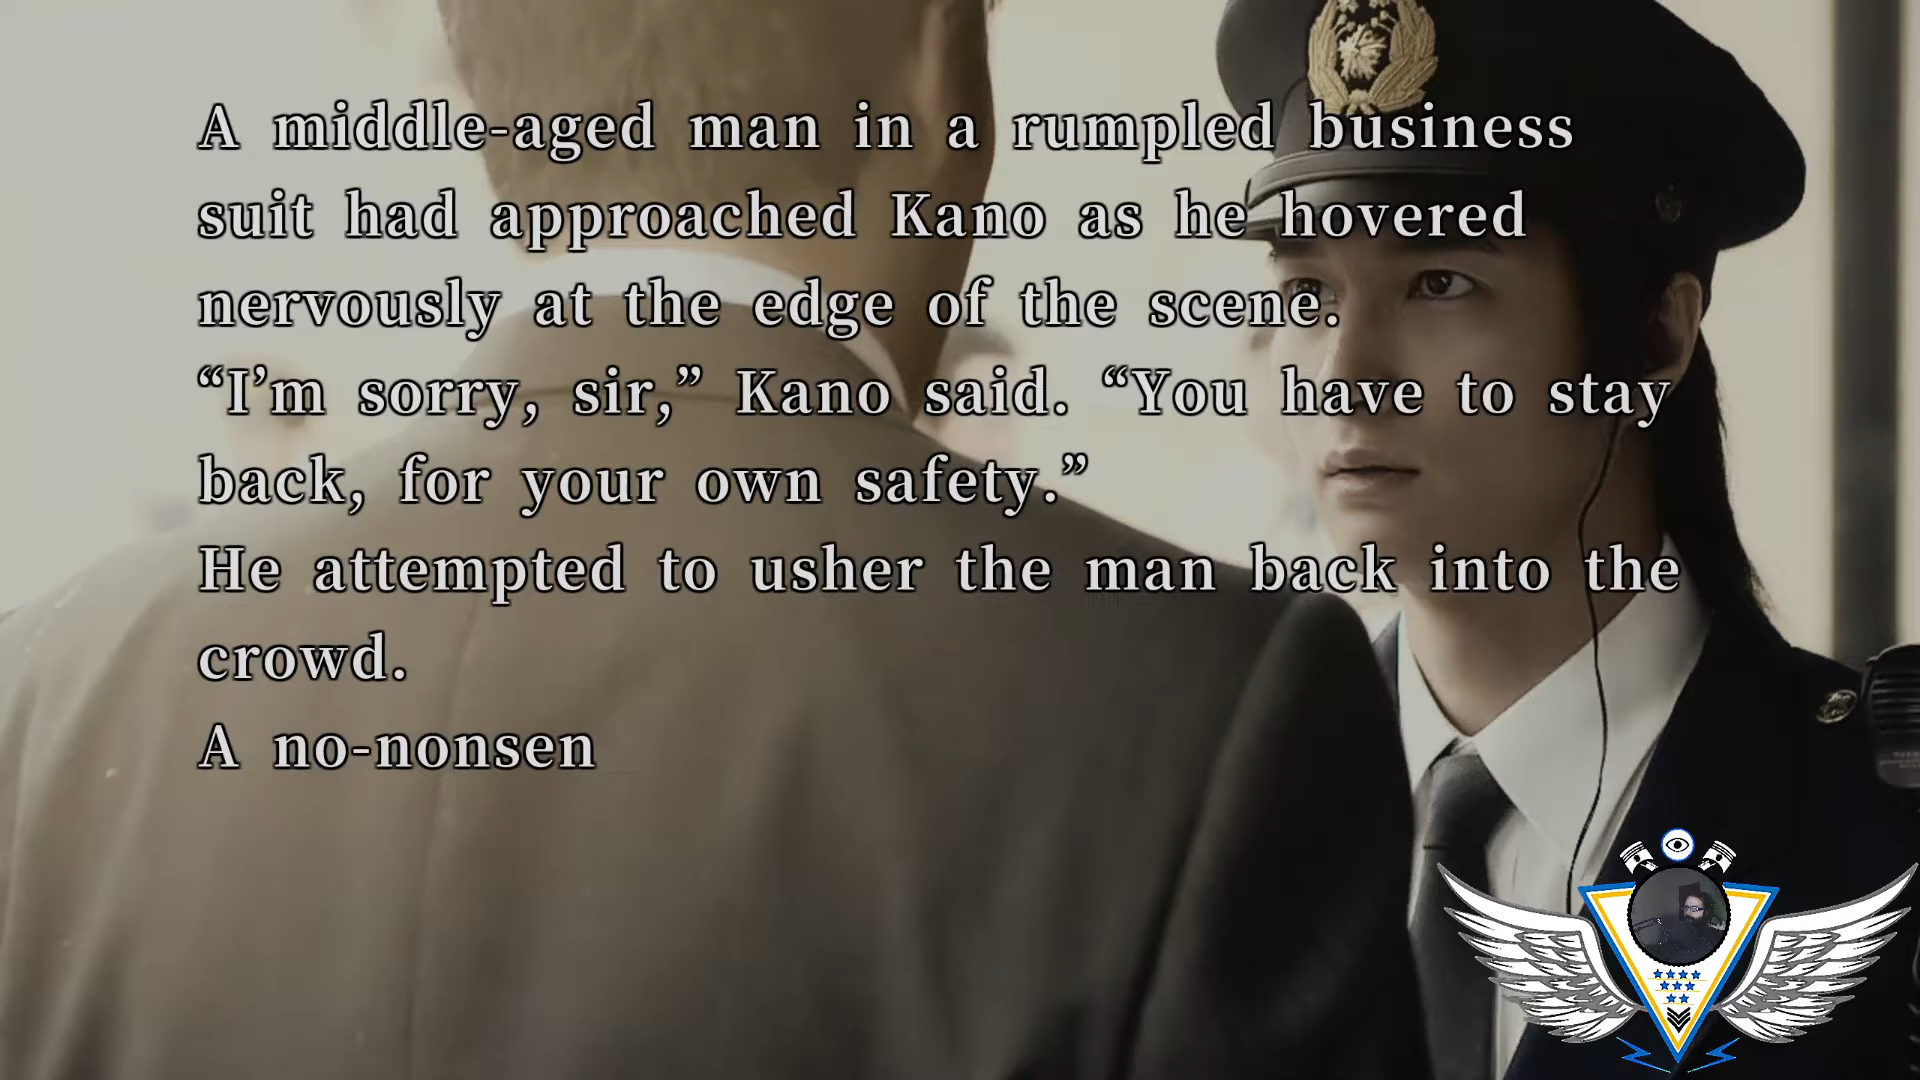 A middle-aged man in a rumpled business
suit had approached Kano as he hovered
nervously at the edge of the scene.
“I’m sorry, sir,” Kano said. “You have to stay
back, for your own safety.”
He attempted to usher the man back into the
crowd.
A no-nonsen